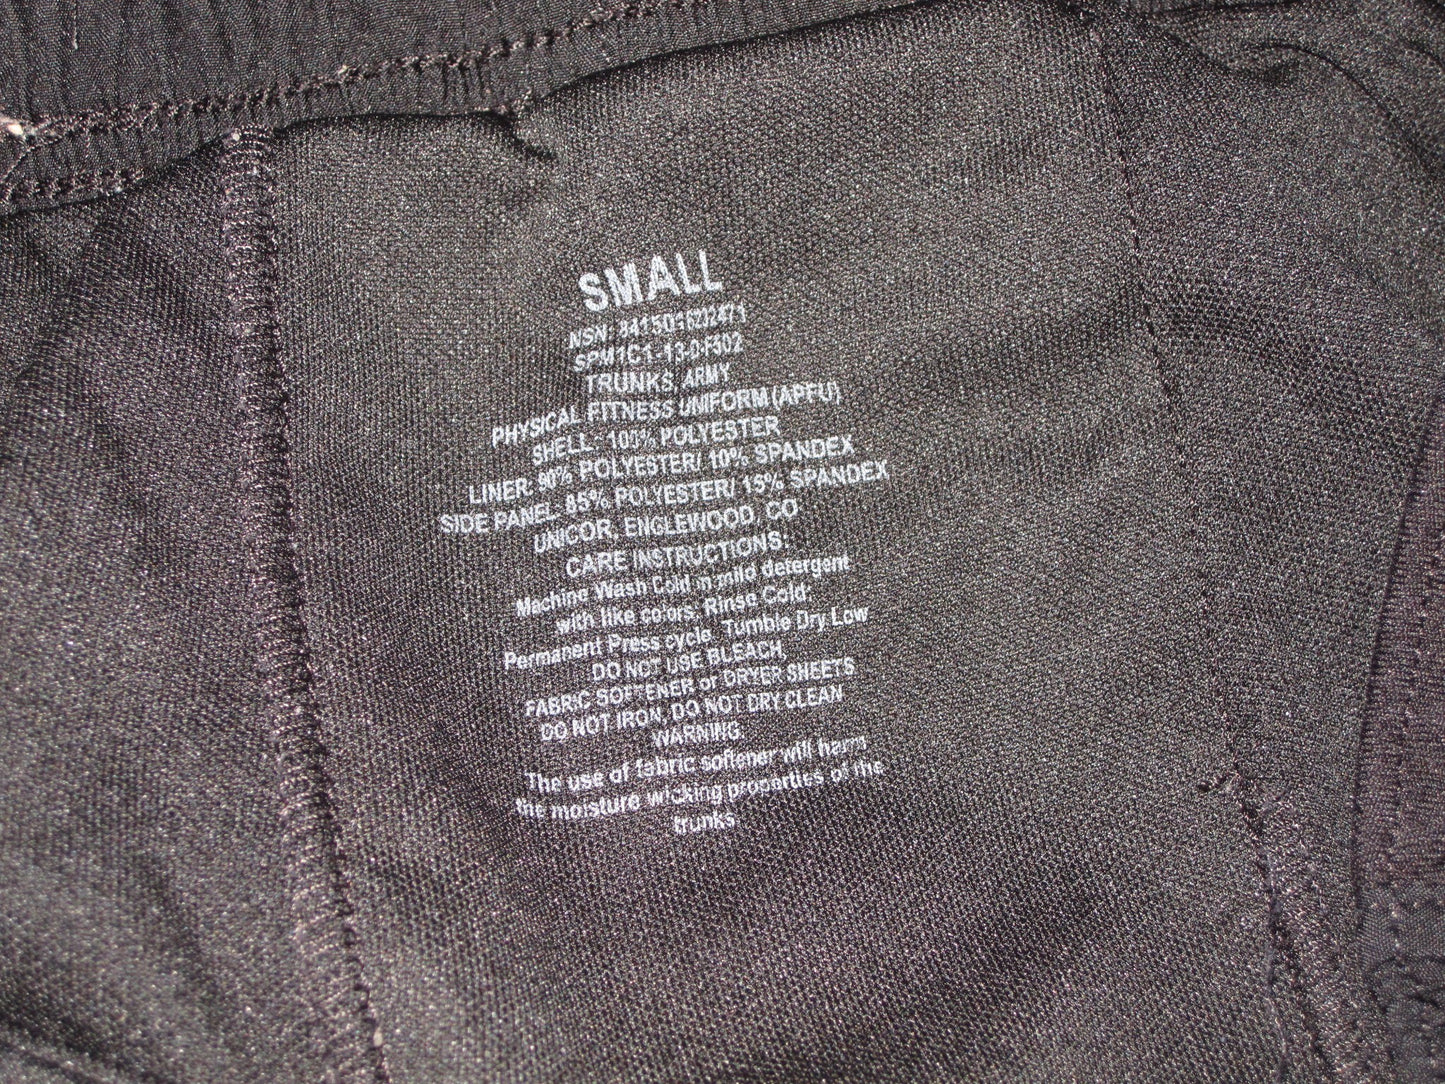 SMALL
NSN: 8415016232471
SPM1C1-13-D-F502
TRUNKS, ARMY
PHYSICAL FITNESS UNIFORM (APFU)
SHELL: 100% POLYESTER
LINER: 90% POLYESTER/ 10% SPANDEX
SIDE PANEL 85% POLYESTER/ 15% SPANDEX
UNICOR, ENGLEWOOD, CO
CARE INSTRUCTIONS:
Machine Wash Cold in mild detergent
with like colors, Rinse Cold;
Permanent Press cycle, Tumble Dry Low
DO NOT USE BLEACH,
FABRIC SOFTENER or DRYER SHEETS
DO NOT IRON, DO NOT DRY CLEAN
WARNING:
The use of fabric softener will harm
the moisture wicking properties of the
trunks